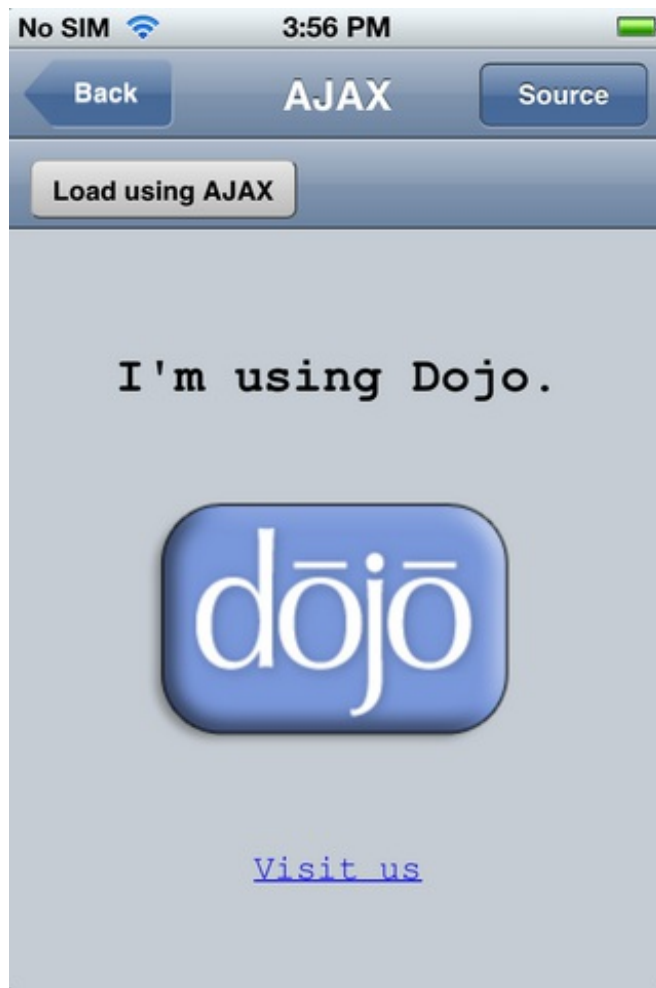 No SIM 3:56 PM
Back AJAX Source
Load using AJAX
I'm using Dojo.
dōjō
Visit us